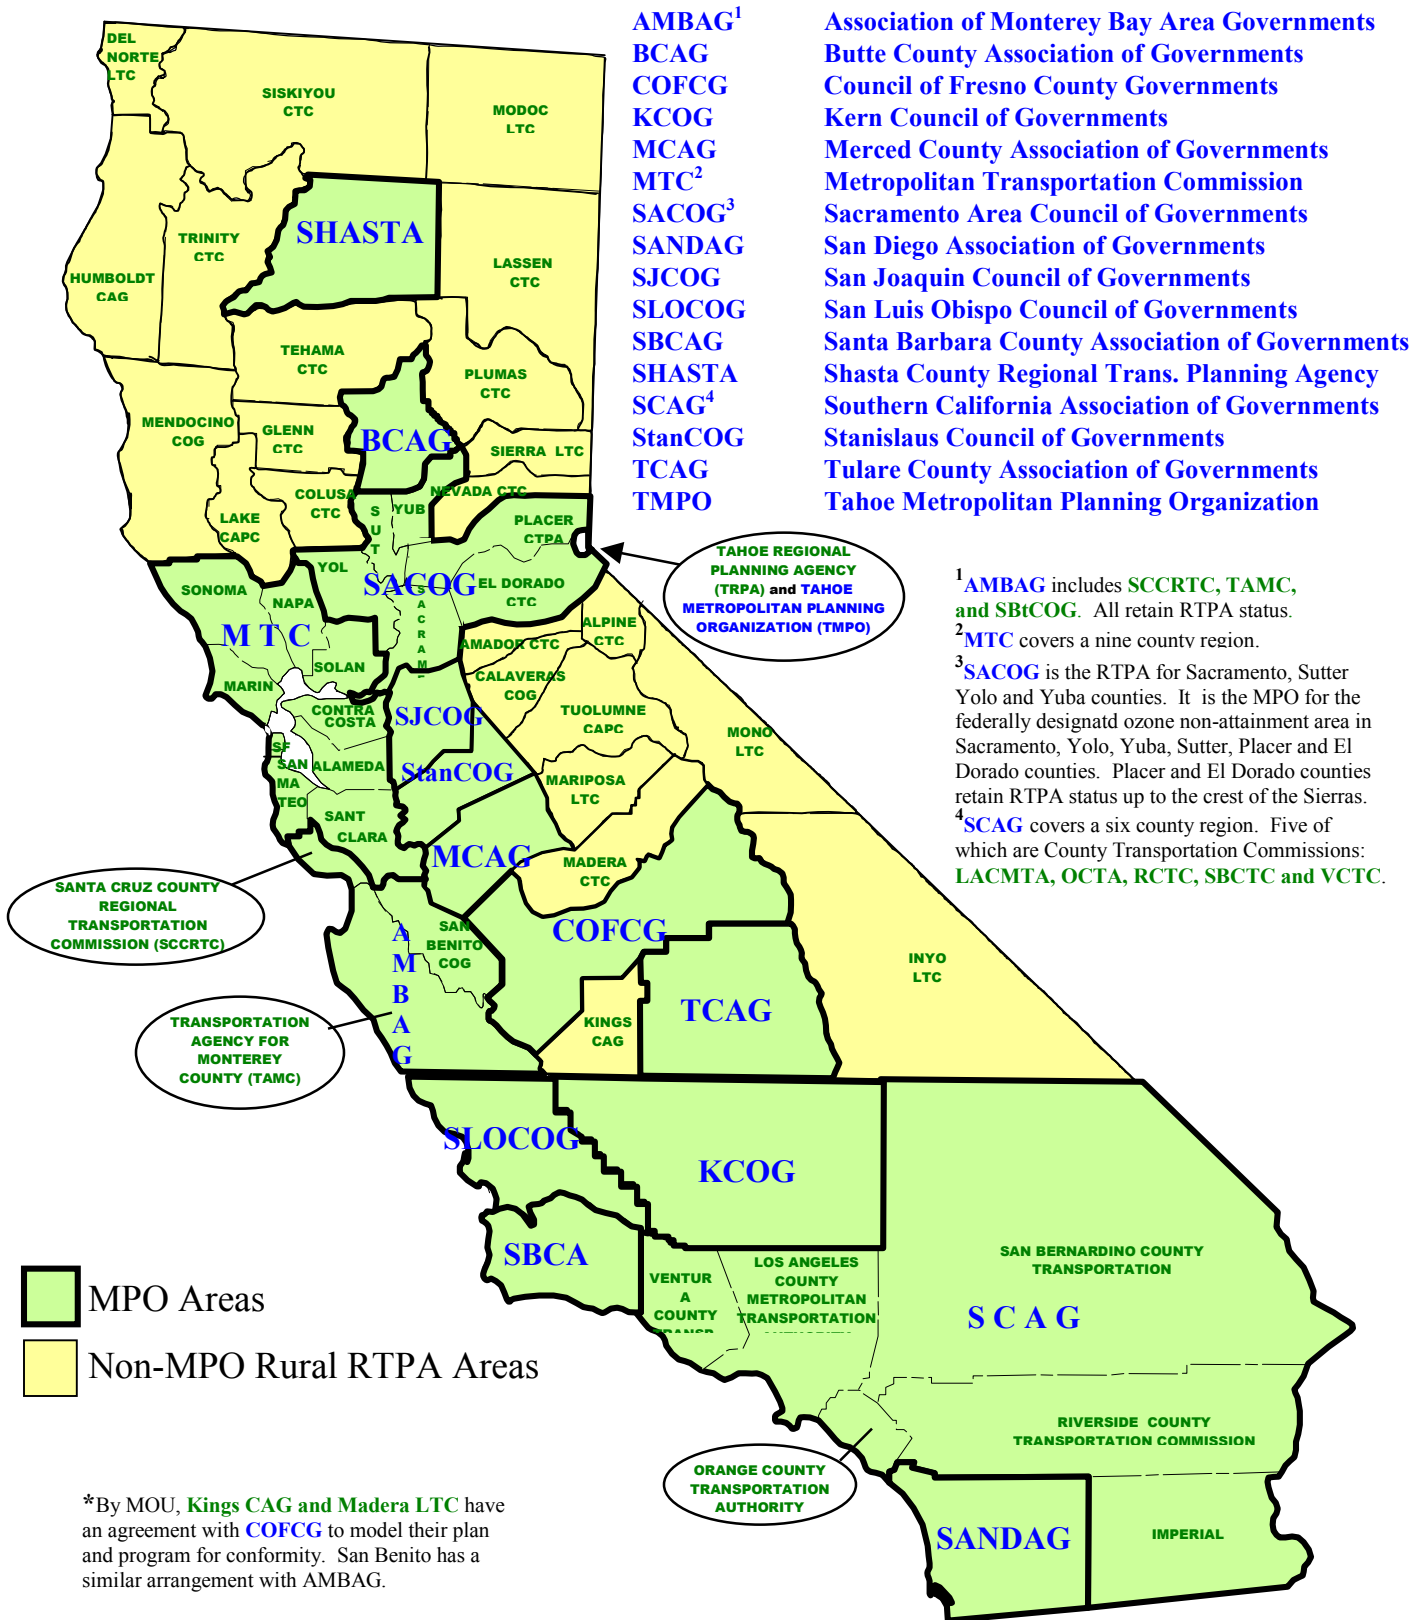 AMBAG1 Association of Monterey Bay Area Governments
BCAG Butte County Association of Governments
COFCG Council of Fresno County Governments
KCOG Kern Council of Governments
MCAG Merced County Association of Governments
MTC2 Metropolitan Transportation Commission
SACOG3 Sacramento Area Council of Governments
SANDAG San Diego Association of Governments
SJCOG San Joaquin Council of Governments
SLOCOG San Luis Obispo Council of Governments
SBCAG Santa Barbara County Association of Governments
SHASTA Shasta County Regional Trans. Planning Agency
SCAG4 Southern California Association of Governments
StanCOG Stanislaus Council of Governments
TCAG Tulare County Association of Governments
TMPO Tahoe Metropolitan Planning Organization
DEL
NORTE
LTC
SISKIYOU
CTC
MODOC
LTC
SHASTA
TRINITY
CTC
HUMBOLDT
CAG
LASSEN
CTC
TEHAMA
CTC
PLUMAS
CTC
MENDOCINO
COG
GLENN
CTC
BCAG
SIERRA LTC
NEVADA CTC
COLUSA
CTC
LAKE
CAPC
S
U
T
YUB
PLACER
CTPA
YOL
SACOG
EL DORADO
CTC
S
A
C
R
A
M
E
SONOMA
NAPA
M T C
SOLAN
MARIN
AMADOR CTC
ALPINE
CTC
CALAVERAS
COG
TUOLUMNE
CAPC
MONO
LTC
CONTRA
COSTA
SJCOG
SF
SAN
MA
TEO
ALAMEDA
StanCOG
MARIPOSA
LTC
SANT
CLARA
MCAG
MADERA
CTC
COFCG
A
M
B
A
G
SAN
BENITO
COG
INYO
LTC
KINGS
CAG
TCAG
SLOCOG
KCOG
SBCA
VENTUR
A
COUNTY
TRANSP
LOS ANGELES
COUNTY
METROPOLITAN
TRANSPORTATION
AUTHORITY
SAN BERNARDINO COUNTY
TRANSPORTATION
S C A G
RIVERSIDE COUNTY
TRANSPORTATION COMMISSION
SANDAG
IMPERIAL
TAHOE REGIONAL
PLANNING AGENCY
(TRPA) and TAHOE
METROPOLITAN PLANNING
ORGANIZATION (TMPO)
SANTA CRUZ COUNTY
REGIONAL
TRANSPORTATION
COMMISSION (SCCRTC)
TRANSPORTATION
AGENCY FOR
MONTEREY
COUNTY (TAMC)
ORANGE COUNTY
TRANSPORTATION
AUTHORITY
1AMBAG includes SCCRTC, TAMC,
and SBtCOG. All retain RTPA status.
2MTC covers a nine county region.
3SACOG is the RTPA for Sacramento, Sutter
Yolo and Yuba counties. It is the MPO for the
federally designatd ozone non-attainment area in
Sacramento, Yolo, Yuba, Sutter, Placer and El
Dorado counties. Placer and El Dorado counties
retain RTPA status up to the crest of the Sierras.
4SCAG covers a six county region. Five of
which are County Transportation Commissions:
LACMTA, OCTA, RCTC, SBCTC and VCTC.
MPO Areas
Non-MPO Rural RTPA Areas
*By MOU, Kings CAG and Madera LTC have
an agreement with COFCG to model their plan
and program for conformity. San Benito has a
similar arrangement with AMBAG.